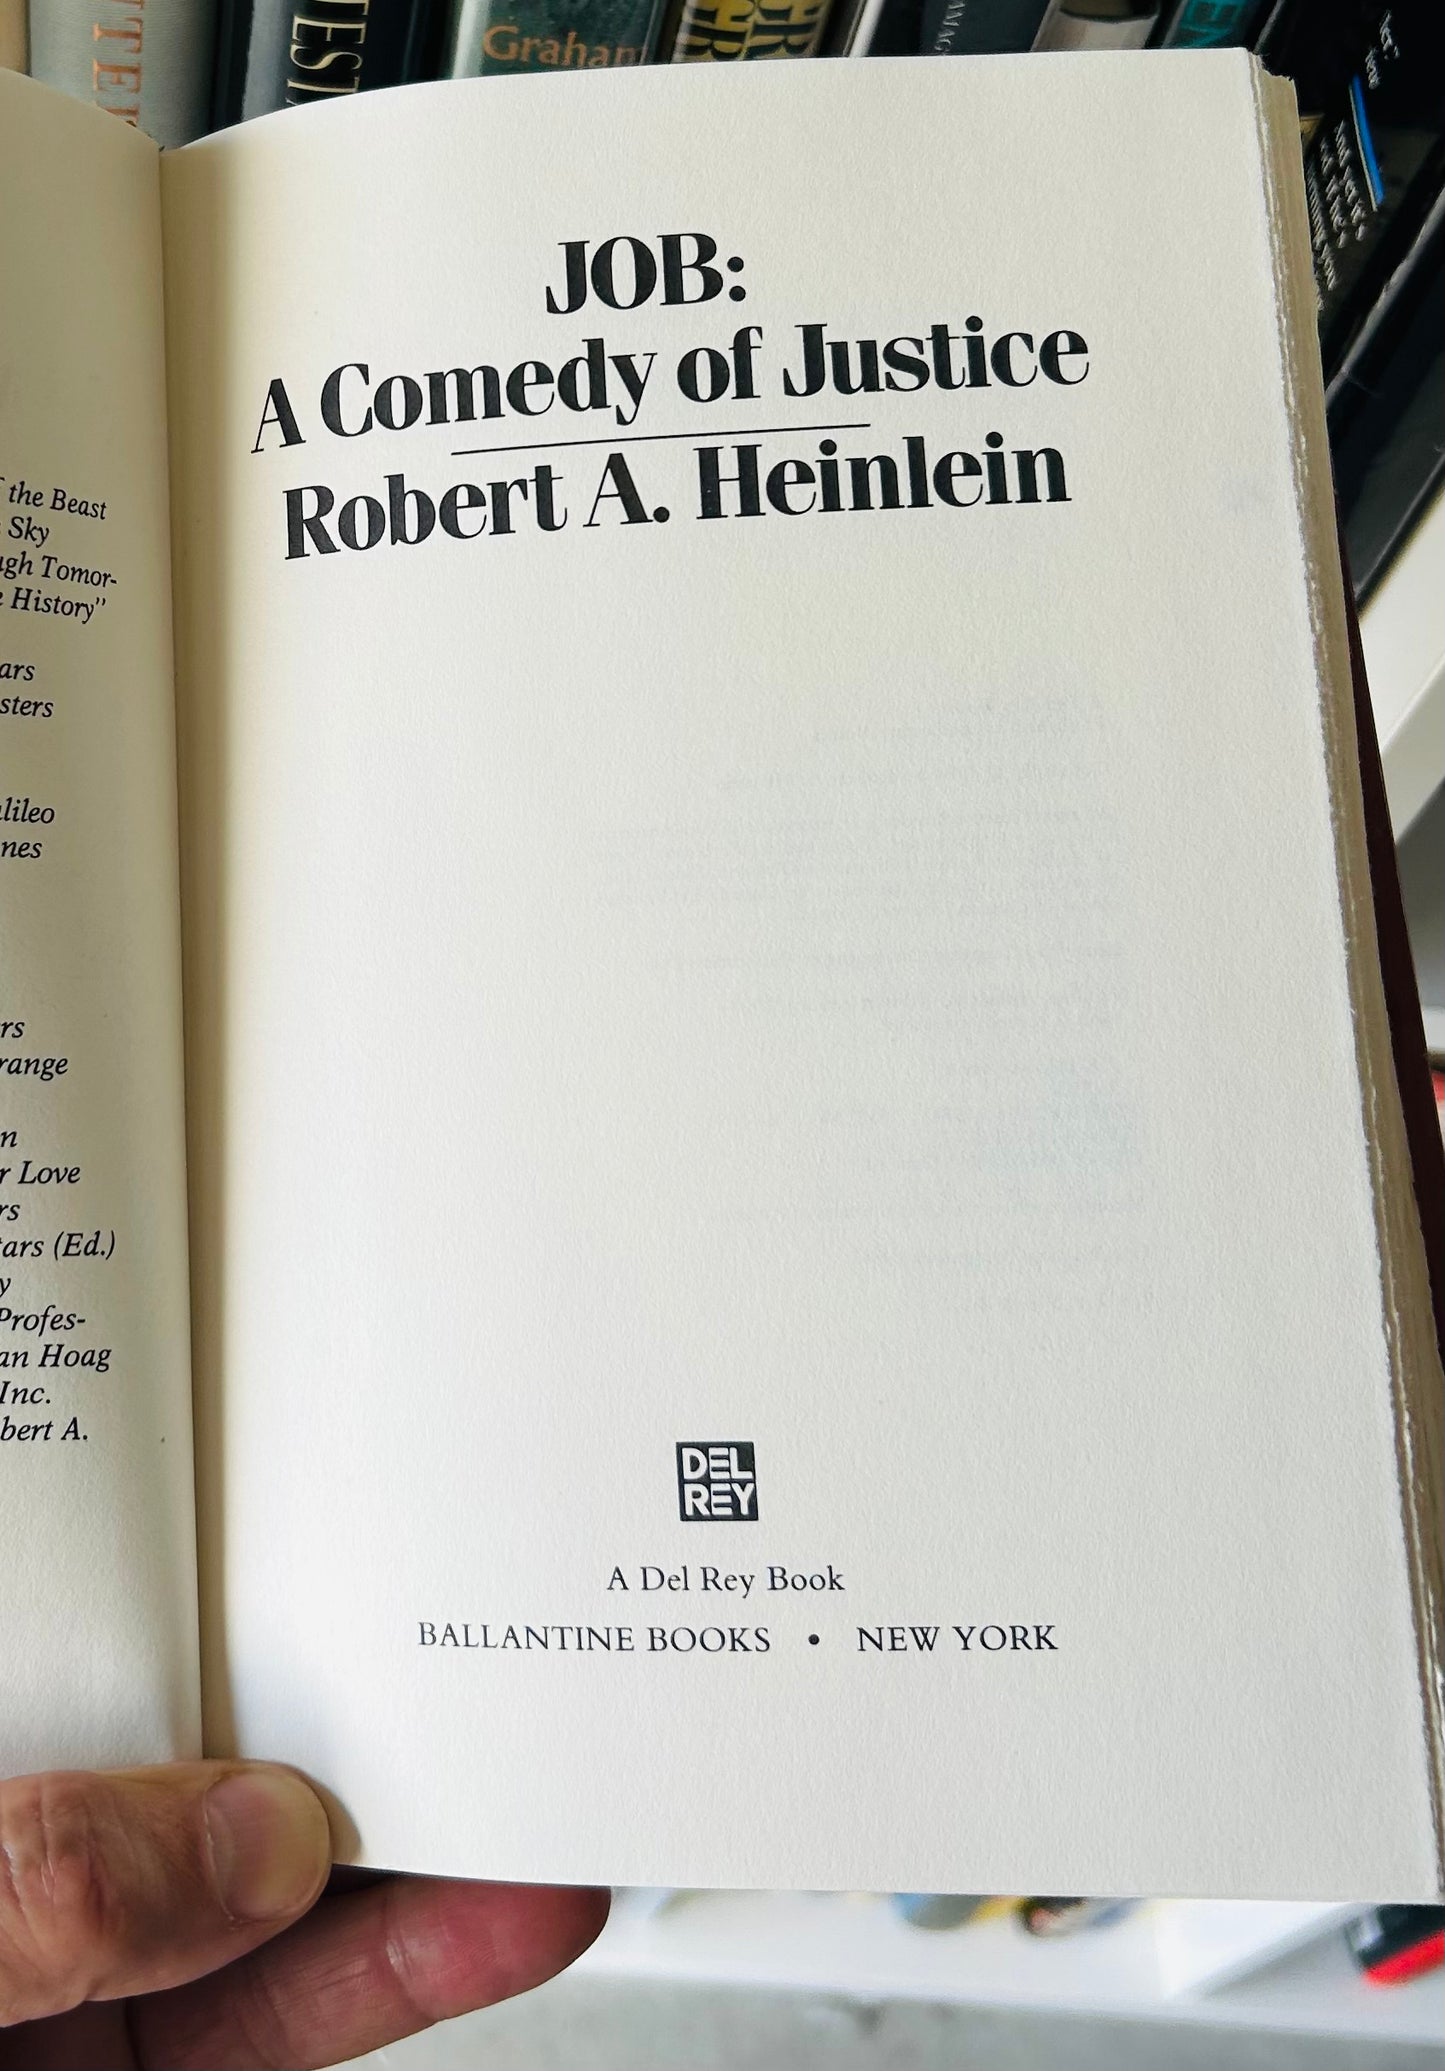 Graham
f the Beast
Sky
ugh Tomor-
e History"
ars
sters
alileo
nes
rs
range
n
r Love
rs
tars (Ed.)
y
Profes-
an Hoag
Inc.
bert A.
JOB:
A Comedy of Justice
Robert A. Heinlein
DEL
REY
A Del Rey Book
BALLANTINE BOOKS • NEW YORK